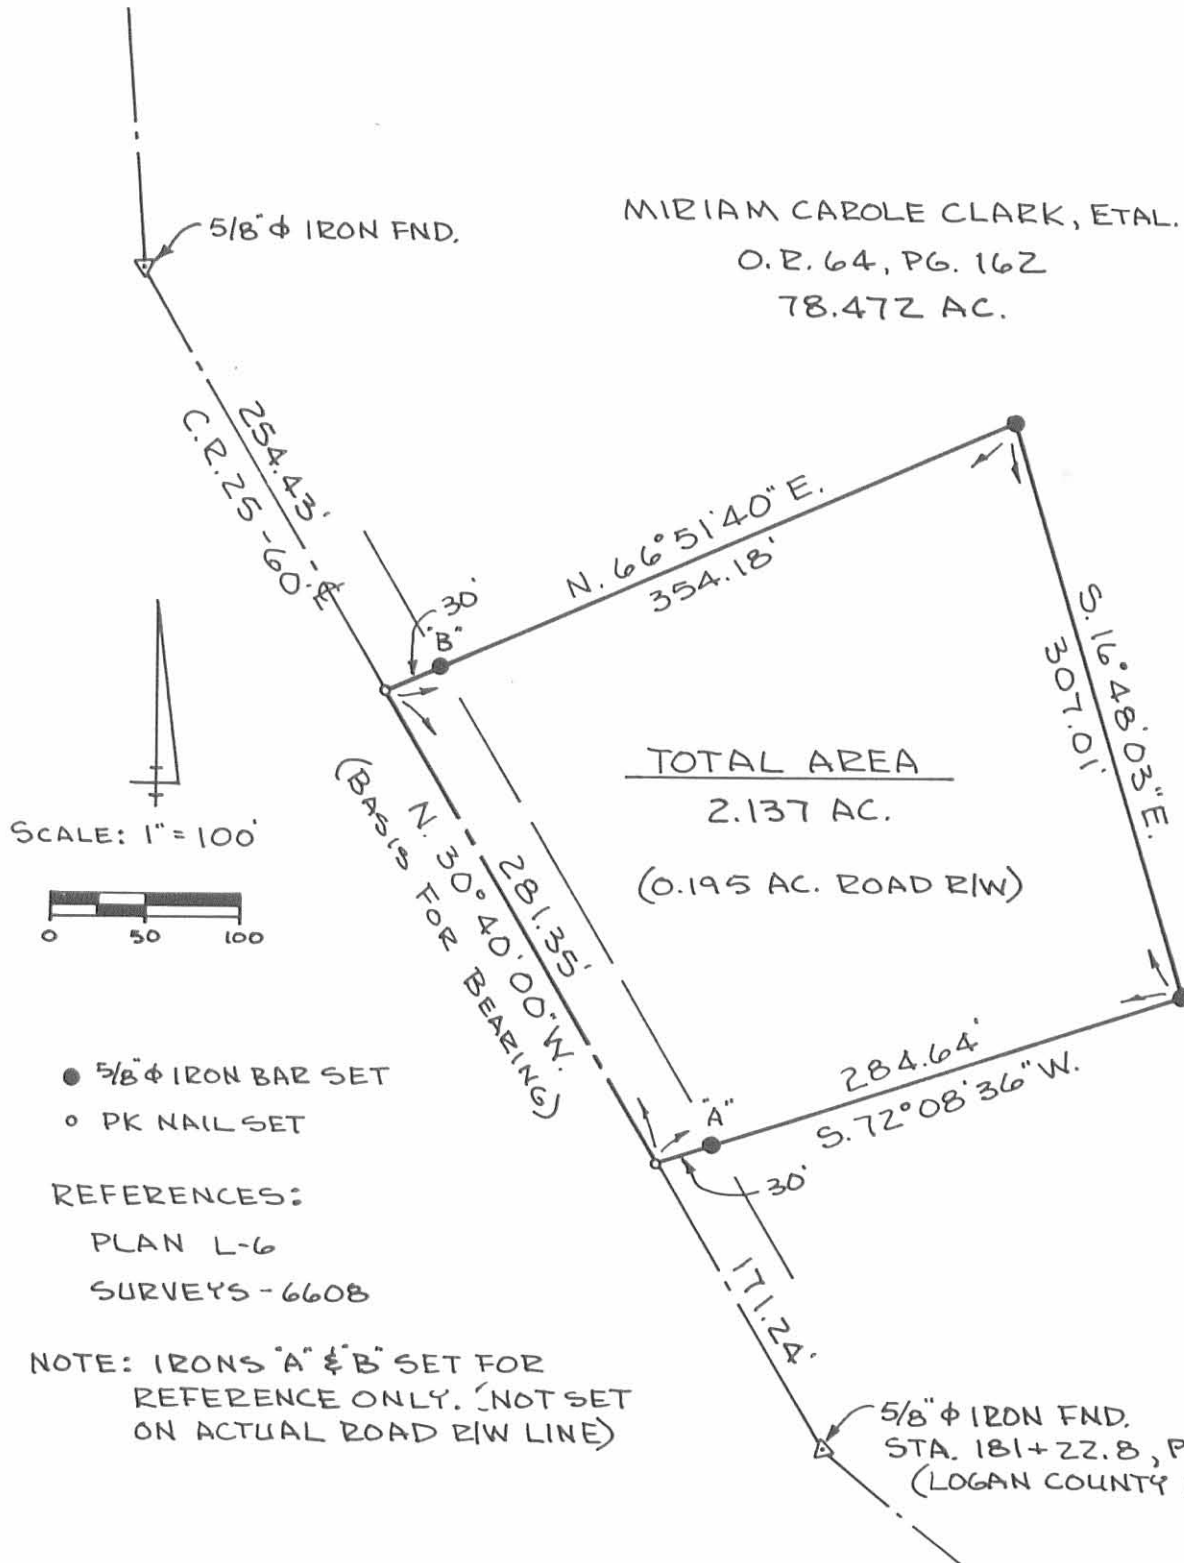 5/8"ϕ IRON FND.
MIRIAM CAROLE CLARK, ETAL.
O.R. 64, PG. 162
78.472 AC.
254.43'
C.R. 25 - 60'
N. 66°51'40" E.
354.18'
30'
"B"
S. 16°48'03" E.
307.01'
TOTAL AREA
2.137 AC.
(0.195 AC. ROAD R/W)
SCALE: 1" = 100'
0 50 100
281.35'
N. 30°40'00" W.
(BASIS FOR BEARING)
284.64'
S. 72°08'36" W.
"A"
30'
● 5/8"ϕ IRON BAR SET
○ PK NAIL SET
REFERENCES:
PLAN L-6
SURVEYS - 6608
171.24'
NOTE: IRONS "A" & "B" SET FOR
REFERENCE ONLY. (NOT SET
ON ACTUAL ROAD R/W LINE)
5/8"ϕ IRON FND.
STA. 181+22.8, P
(LOGAN COUNTY